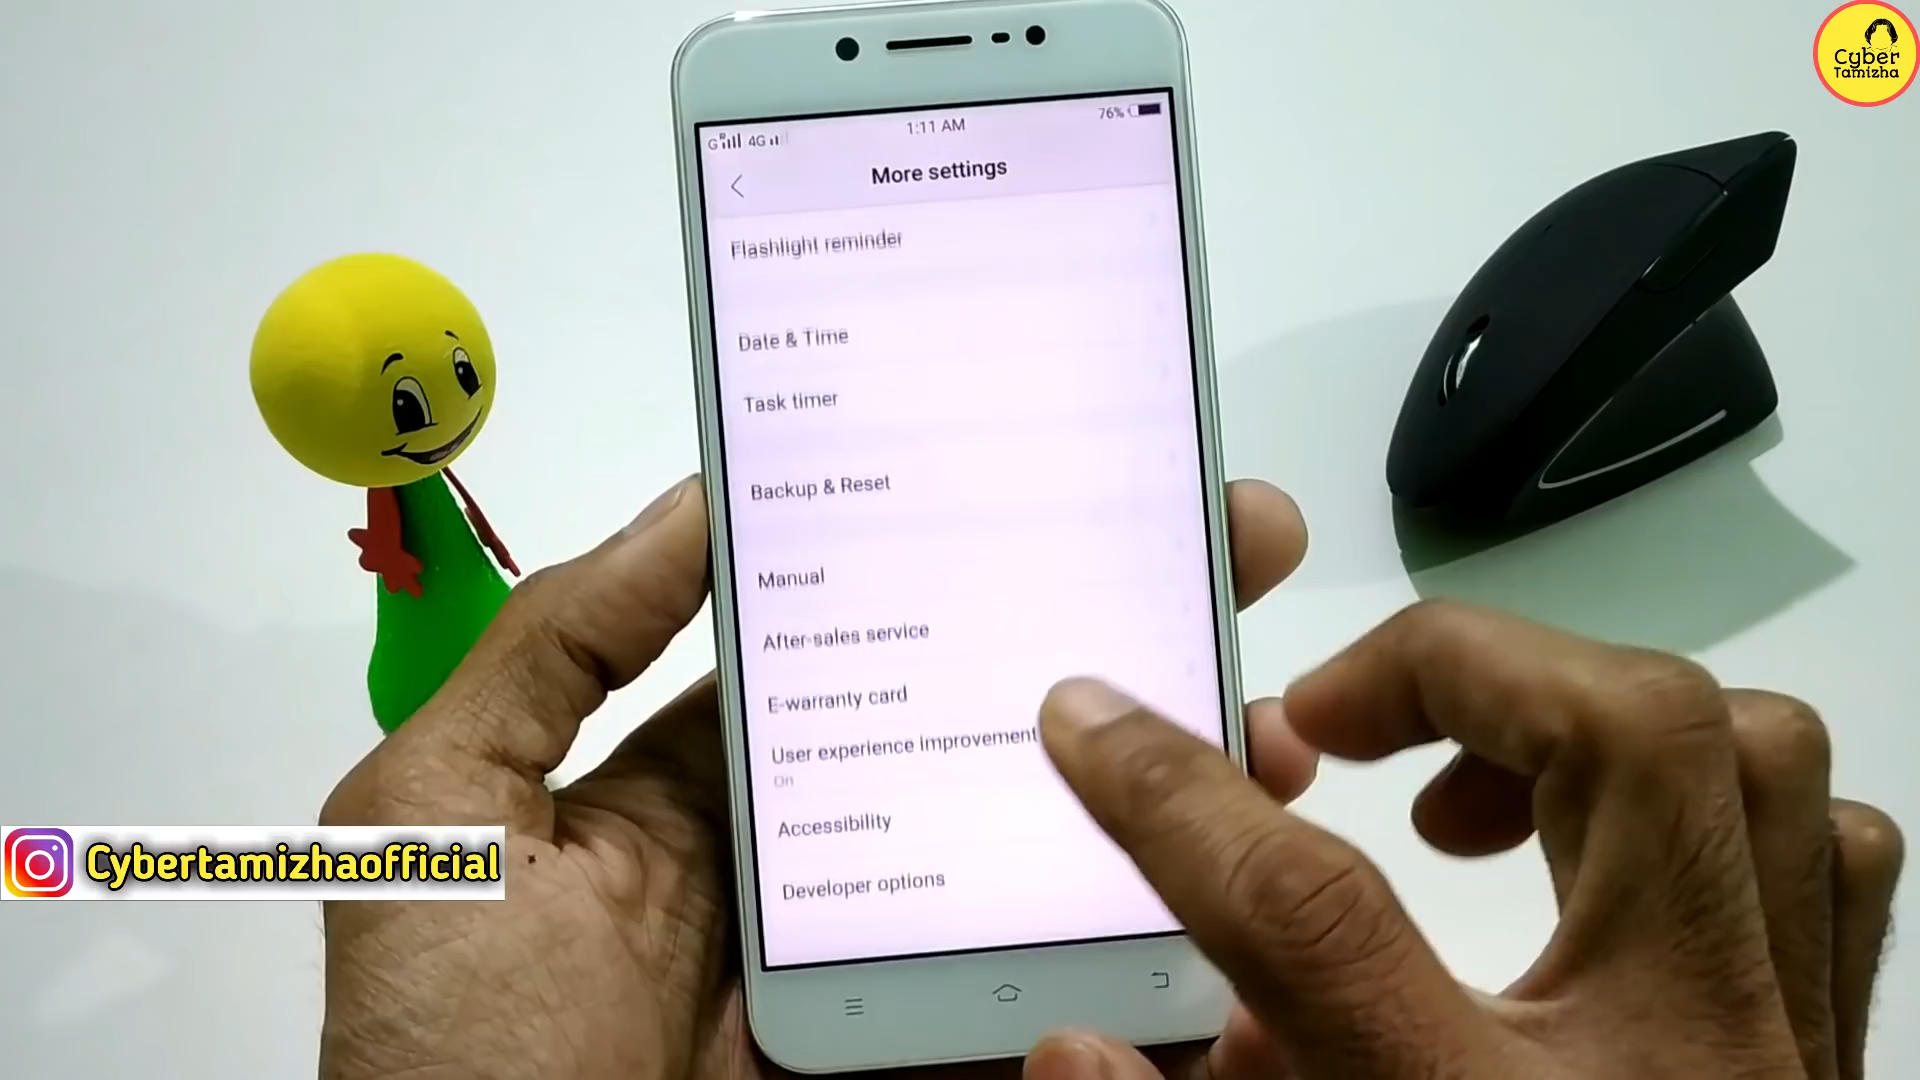 Cyber
Tamizha
G R 4G
1:11 AM
76%
More settings
Flashlight reminder
Date & Time
Task timer
Backup & Reset
Manual
After-sales service
E-warranty card
User experience improvement
On
Accessibility
Developer options
Cybertamizhaofficial